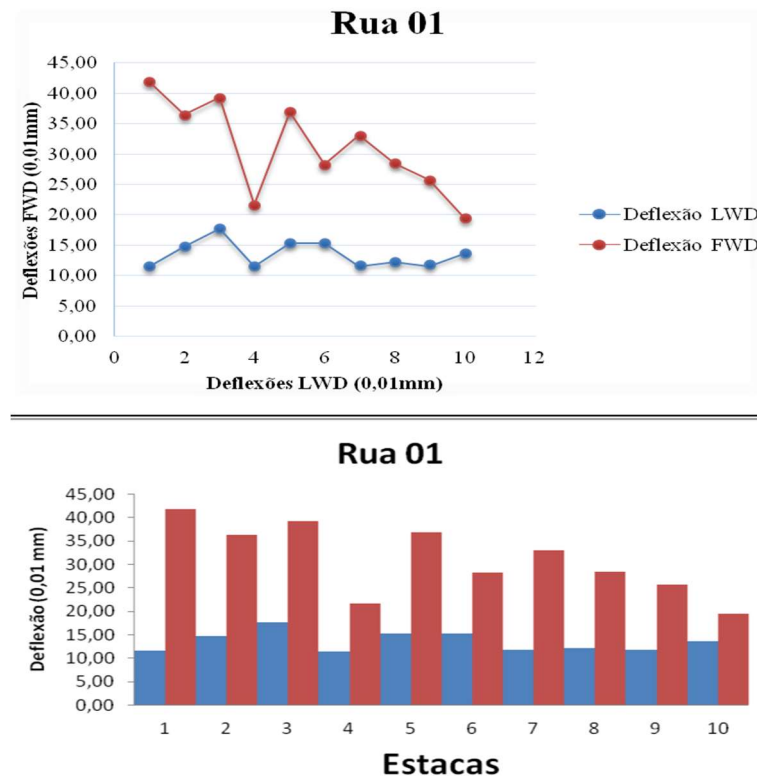 Rua 01
45,00
40,00
35,00
30,00
25,00
20,00
15,00
10,00
5,00
0,00
Deflexões FWD (0,01mm)
0 2 4 6 8 10 12
Deflexões LWD (0,01mm)
Deflexão LWD
Deflexão FWD
Rua 01
45,00
40,00
35,00
30,00
25,00
20,00
15,00
10,00
5,00
0,00
Deflexão (0,01 mm)
1 2 3 4 5 6 7 8 9 10
Estacas